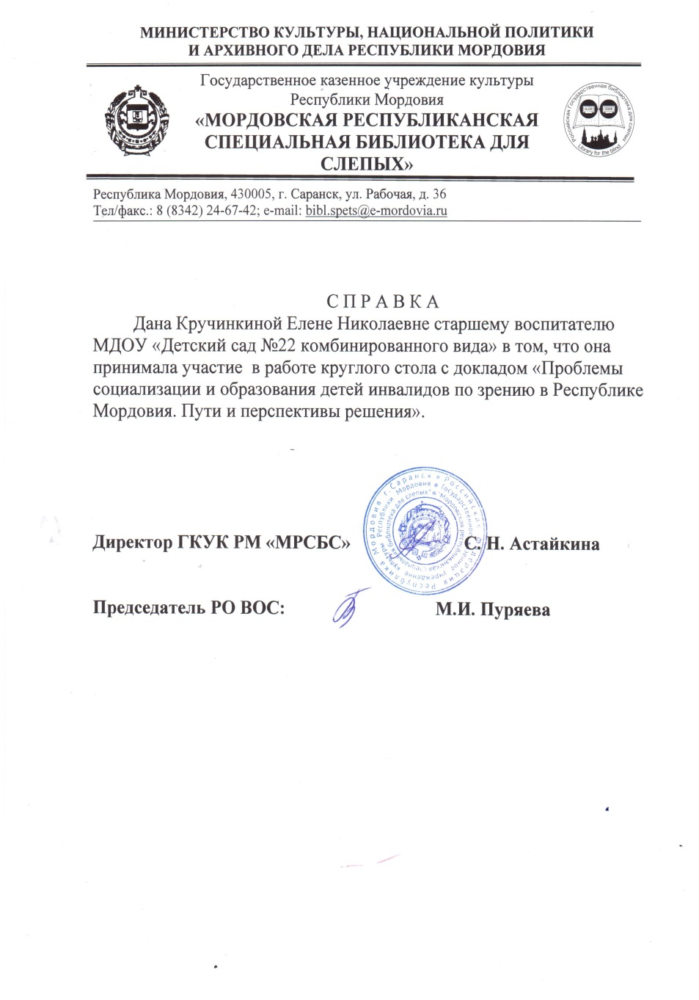 МИНИСТЕРСТВО КУЛЬТУРЫ, НАЦИОНАЛЬНОЙ ПОЛИТИКИ
И АРХИВНОГО ДЕЛА РЕСПУБЛИКИ МОРДОВИЯ
Государственное казенное учреждение культуры
Республики Мордовия
«МОРДОВСКАЯ РЕСПУБЛИКАНСКАЯ
СПЕЦИАЛЬНАЯ БИБЛИОТЕКА ДЛЯ
СЛЕПЫХ»
Российская Государственная библиотека для слепых
Library for the blind
Республика Мордовия, 430005, г. Саранск, ул. Рабочая, д. 36
Тел/факс.: 8 (8342) 24-67-42; e-mail: bibl.spets@e-mordovia.ru
С П Р А В К А
Дана Кручинкиной Елене Николаевне старшему воспитателю
МДОУ «Детский сад №22 комбинированного вида» в том, что она
принимала участие в работе круглого стола с докладом «Проблемы
социализации и образования детей инвалидов по зрению в Республике
Мордовия. Пути и перспективы решения».
Российская Федерация Республика Мордовия г. Саранск
Государственное казенное учреждение культуры Республики Мордовия
"Мордовская республиканская специальная библиотека для слепых"
Директор ГКУК РМ «МРСБС» С. Н. Астайкина
Председатель РО ВОС: М.И. Пуряева